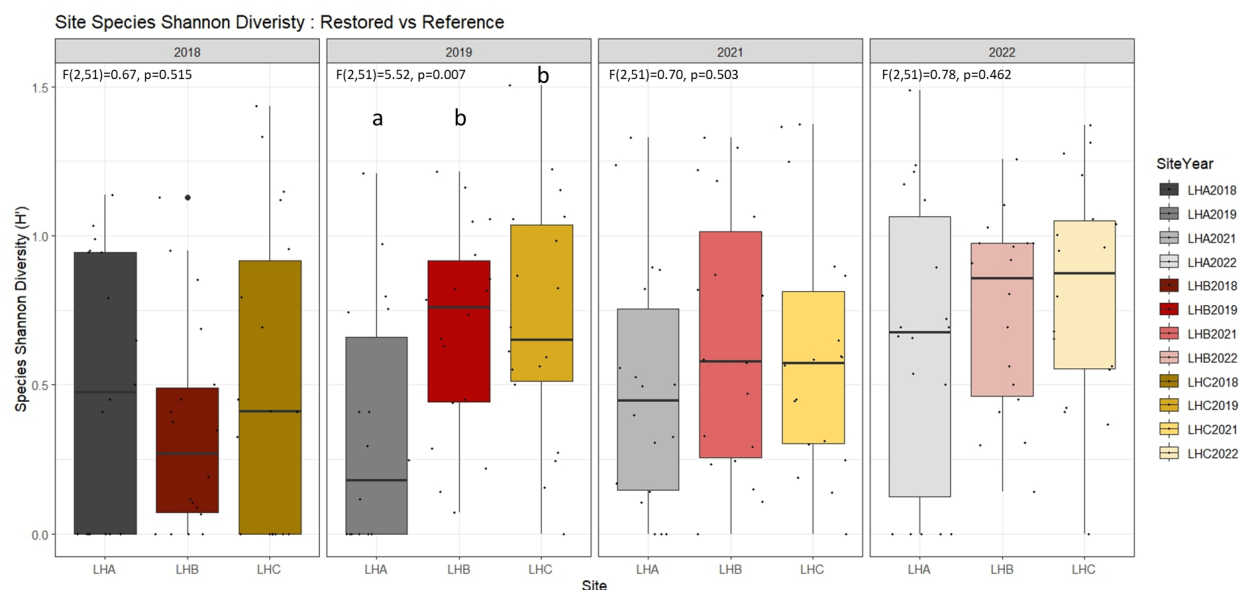 Site Species Shannon Diveristy : Restored vs Reference
2018
2019
2021
2022
F(2,51)=0.67, p=0.515
F(2,51)=5.52, p=0.007
F(2,51)=0.70, p=0.503
F(2,51)=0.78, p=0.462
a
b
b
1.5
1.0
0.5
0.0
Species Shannon Diversity (H')
LHA
LHB
LHC
LHA
LHB
LHC
LHA
LHB
LHC
LHA
LHB
LHC
Site
SiteYear
LHA2018
LHA2019
LHA2021
LHA2022
LHB2018
LHB2019
LHB2021
LHB2022
LHC2018
LHC2019
LHC2021
LHC2022